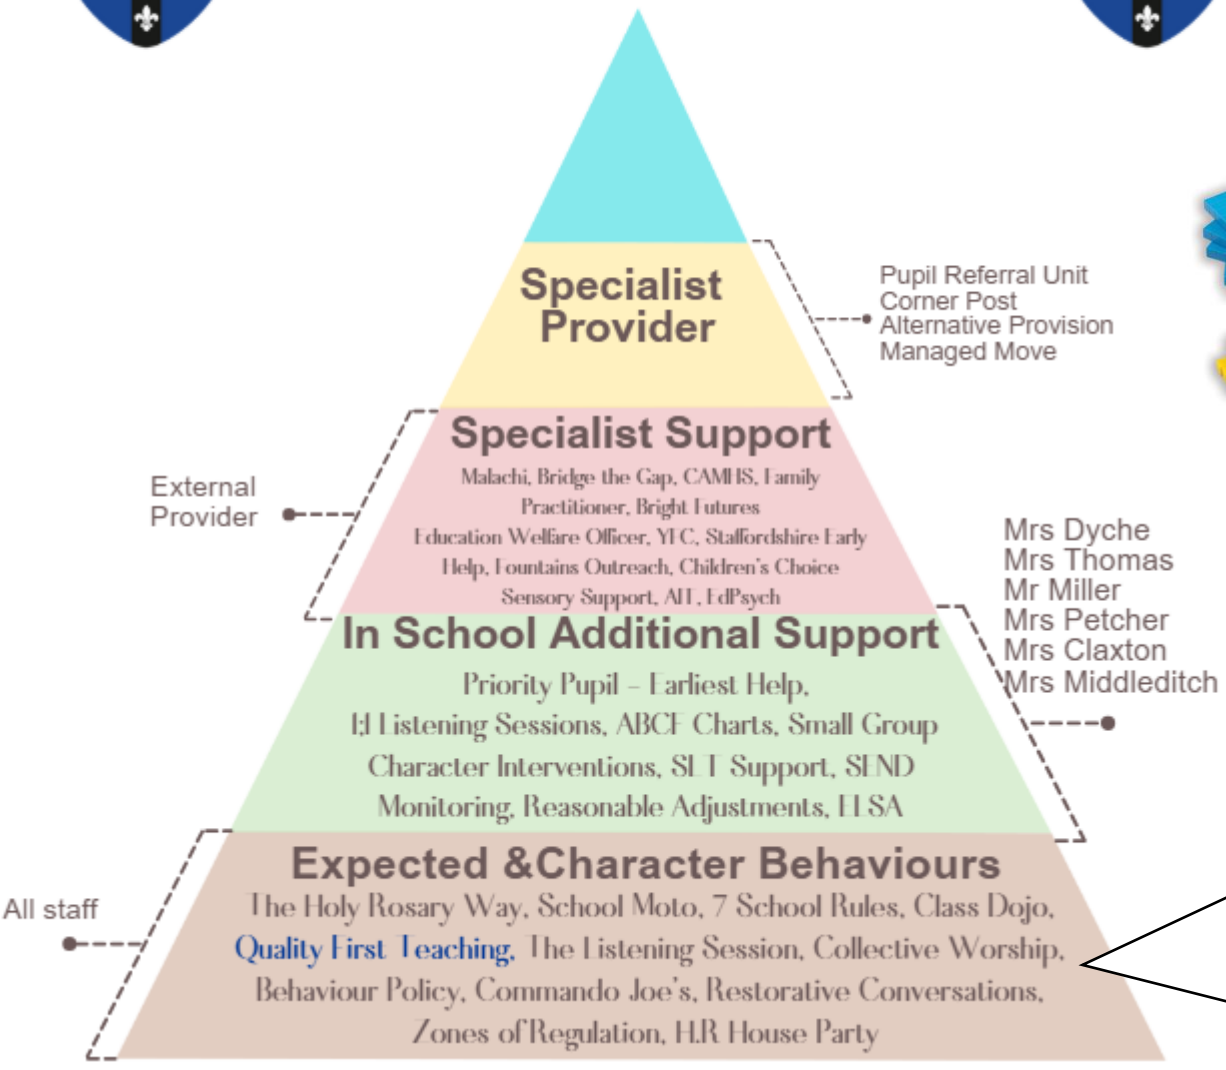 Specialist
Provider
Pupil Referral Unit
Corner Post
Alternative Provision
Managed Move
Specialist Support
Malachi, Bridge the Gap, CAMHS, Family
Practitioner, Bright Futures
Education Welfare Officer, YFC, Staffordshire Early
Help, Fountains Outreach, Children's Choice
Sensory Support, AIT, EdPsych
External
Provider
In School Additional Support
Priority Pupil – Earliest Help,
1:1 Listening Sessions, ABCF Charts, Small Group
Character Interventions, SLT Support, SEND
Monitoring, Reasonable Adjustments, ELSA
Mrs Dyche
Mrs Thomas
Mr Miller
Mrs Petcher
Mrs Claxton
Mrs Middleditch
Expected &Character Behaviours
The Holy Rosary Way, School Moto, 7 School Rules, Class Dojo,
Quality First Teaching, The Listening Session, Collective Worship,
Behaviour Policy, Commando Joe's, Restorative Conversations,
Zones of Regulation, H.R House Party
All staff